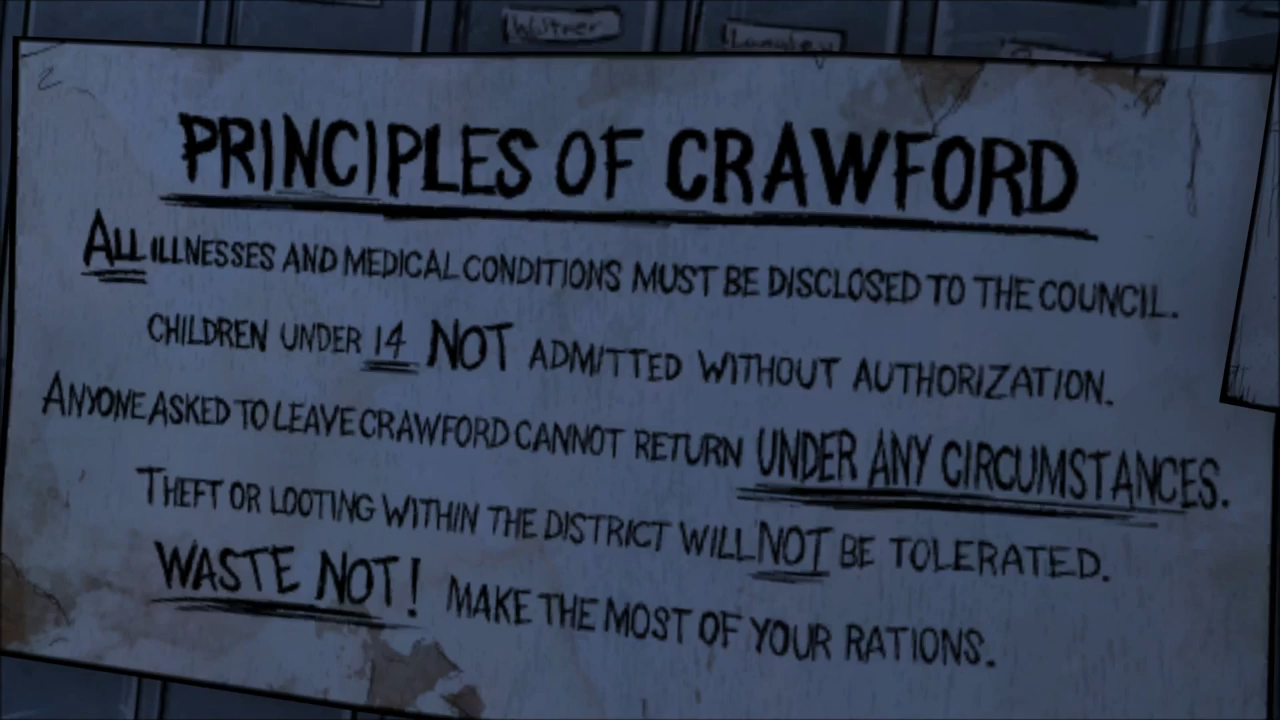 Wistner
Langley
PRINCIPLES OF CRAWFORD
ALL ILLNESSES AND MEDICAL CONDITIONS MUST BE DISCLOSED TO THE COUNCIL.
CHILDREN UNDER 14 NOT ADMITTED WITHOUT AUTHORIZATION.
ANYONE ASKED TO LEAVE CRAWFORD CANNOT RETURN UNDER ANY CIRCUMSTANCES.
THEFT OR LOOTING WITHIN THE DISTRICT WILL NOT BE TOLERATED.
WASTE NOT! MAKE THE MOST OF YOUR RATIONS.